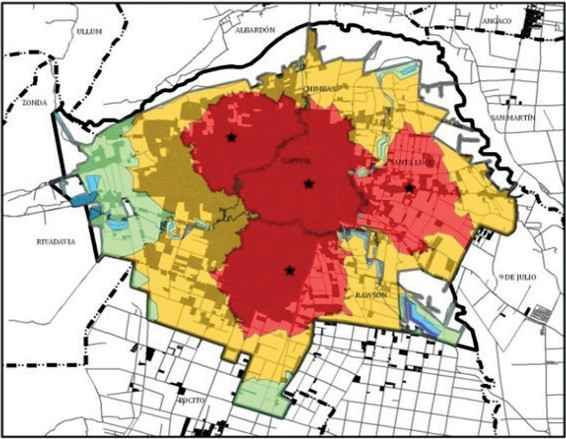 ANGACO
ULLUM
ALBARDÓN
CHIMBAS
ZONDA
SAN MARTÍN
CAPITAL
SANTA LUCÍA
RIVADAVIA
9 DE JULIO
RAWSON
POCITO